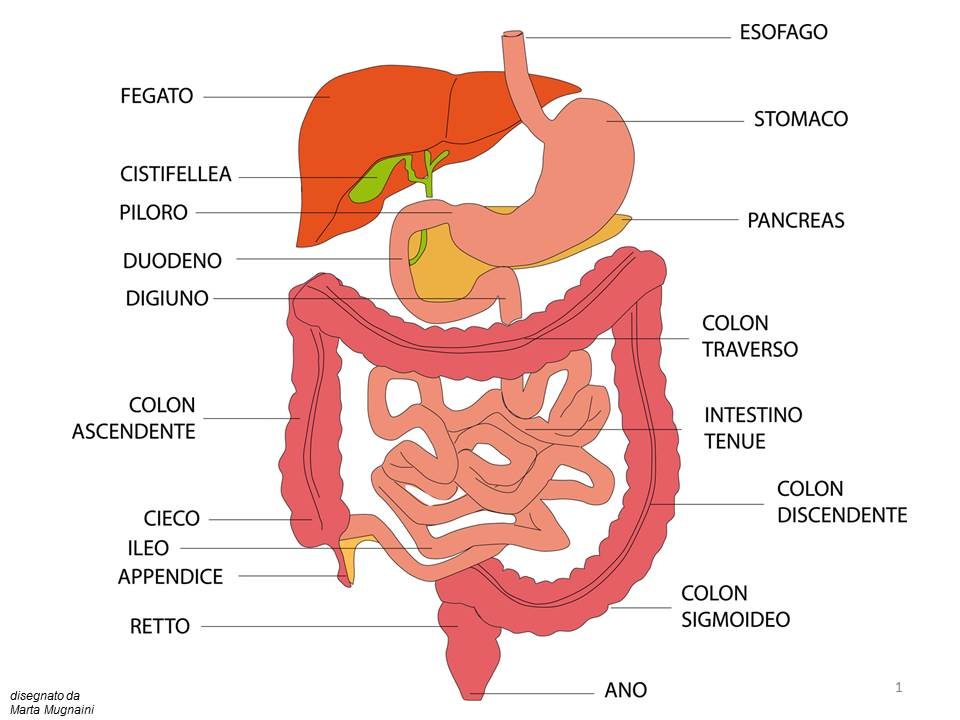 ESOFAGO
FEGATO
STOMACO
CISTIFELLEA
PILORO
PANCREAS
DUODENO
DIGIUNO
COLON
TRAVERSO
COLON
ASCENDENTE
INTESTINO
TENUE
COLON
DISCENDENTE
CIECO
ILEO
APPENDICE
COLON
SIGMOIDEO
RETTO
ANO
disegnato da
Marta Mugnaini
1